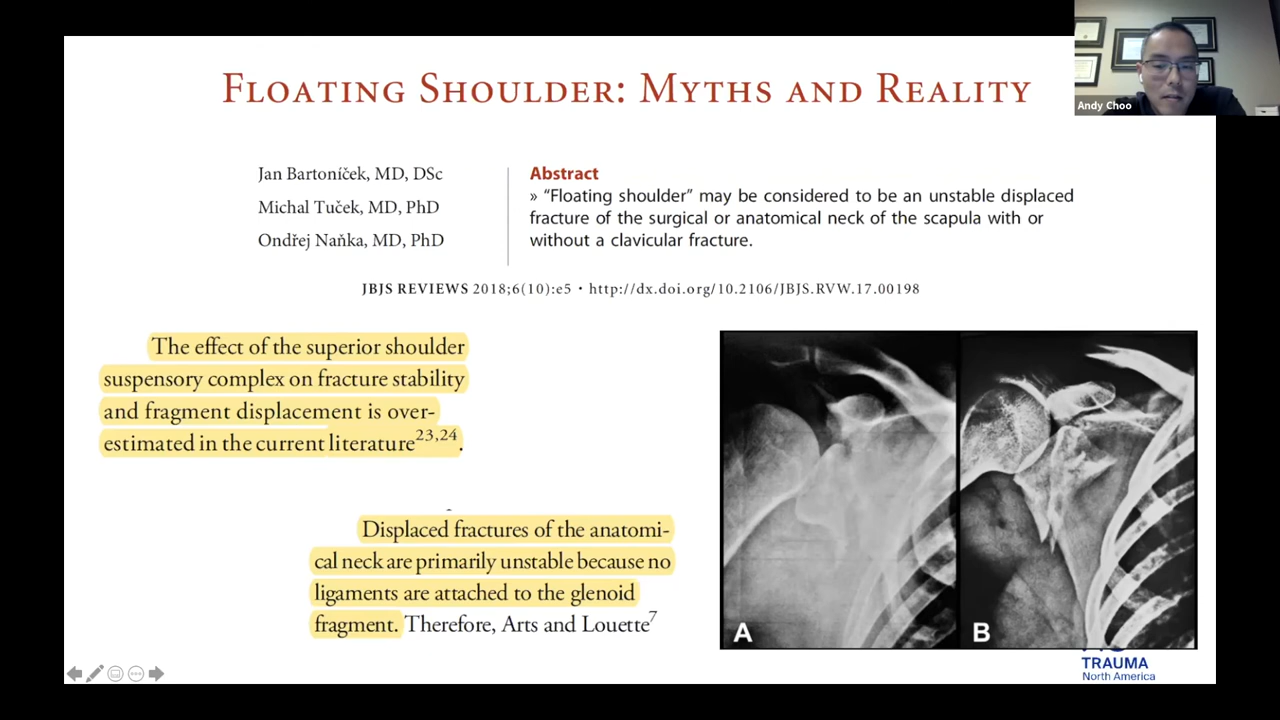 Andy Choo
FLOATING SHOULDER: MYTHS AND REALITY
Jan Bartoníček, MD, DSc
Michal Tuček, MD, PhD
Ondřej Naňka, MD, PhD
Abstract
» “Floating shoulder” may be considered to be an unstable displaced
fracture of the surgical or anatomical neck of the scapula with or
without a clavicular fracture.
JBJS REVIEWS 2018;6(10):e5 • http://dx.doi.org/10.2106/JBJS.RVW.17.00198
The effect of the superior shoulder
suspensory complex on fracture stability
and fragment displacement is over-
estimated in the current literature23,24.
Displaced fractures of the anatomi-
cal neck are primarily unstable because no
ligaments are attached to the glenoid
fragment. Therefore, Arts and Louette7
A
B
TRAUMA
North America